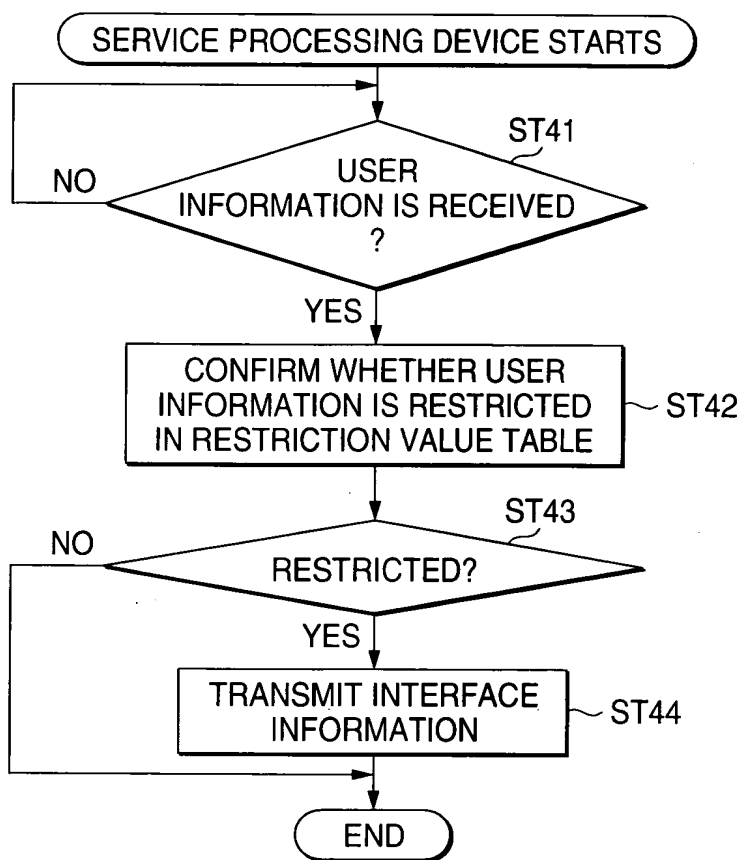 SERVICE PROCESSING DEVICE STARTS
ST41
USER
INFORMATION IS RECEIVED
?
NO
YES
CONFIRM WHETHER USER
INFORMATION IS RESTRICTED
IN RESTRICTION VALUE TABLE
ST42
ST43
NO
RESTRICTED?
YES
TRANSMIT INTERFACE
INFORMATION
ST44
END